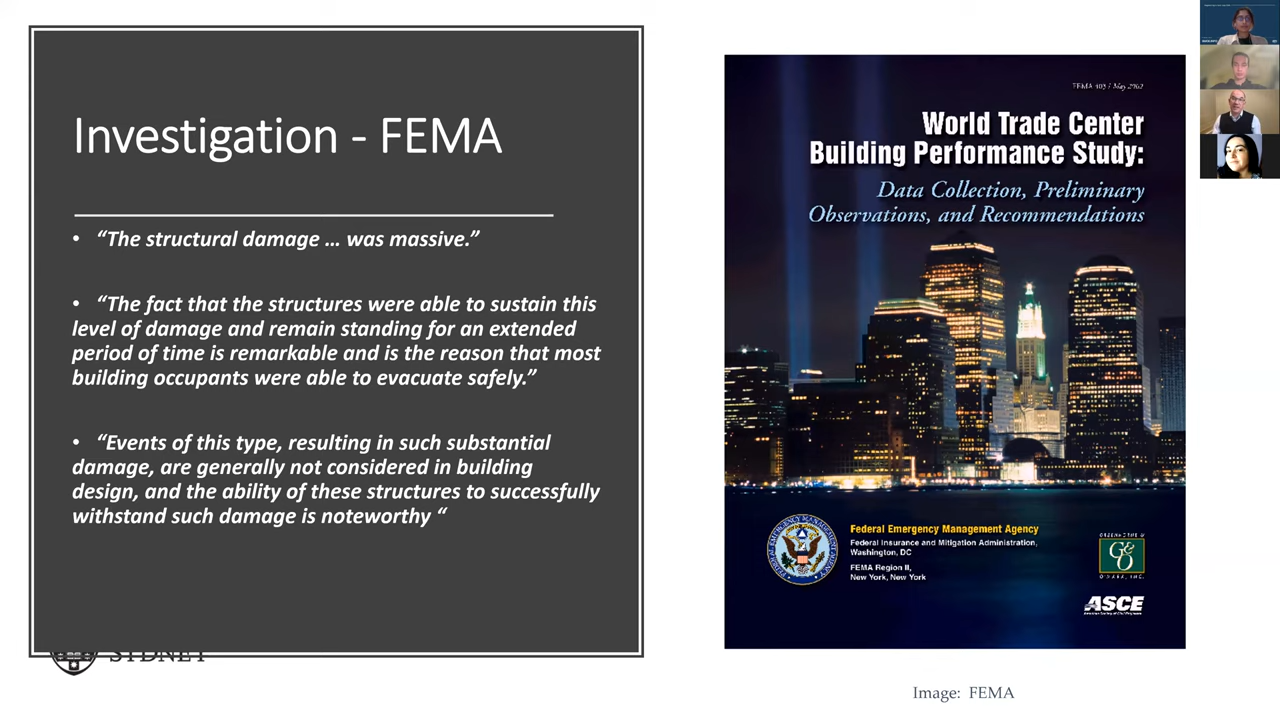 Investigation - FEMA
• “The structural damage … was massive.”
• “The fact that the structures were able to sustain this
level of damage and remain standing for an extended
period of time is remarkable and is the reason that most
building occupants were able to evacuate safely.”
• “Events of this type, resulting in such substantial
damage, are generally not considered in building
design, and the ability of these structures to successfully
withstand such damage is noteworthy “
SYDNEY
FEMA 403 / May 2002
World Trade Center
Building Performance Study:
Data Collection, Preliminary
Observations, and Recommendations
Federal Emergency Management Agency
Federal Insurance and Mitigation Administration,
Washington, DC
FEMA Region II,
New York, New York
G&O
ASCE
American Society of Civil Engineers
Image: FEMA